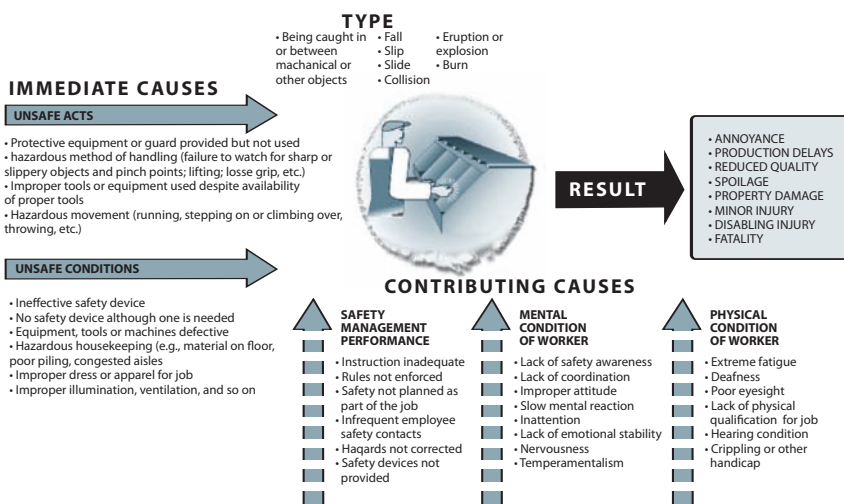 TYPE
• Being caught in
or between
machanical or
other objects
• Fall
• Slip
• Slide
• Collision
• Eruption or
explosion
• Burn
IMMEDIATE CAUSES
UNSAFE ACTS
• Protective equipment or guard provided but not used
• hazardous method of handling (failure to watch for sharp or
slippery objects and pinch points; lifting; losse grip, etc.)
• Improper tools or equipment used despite availability
of proper tools
• Hazardous movement (running, stepping on or climbing over,
throwing, etc.)
UNSAFE CONDITIONS
• Ineffective safety device
• No safety device although one is needed
• Equipment, tools or machines defective
• Hazardous housekeeping (e.g., material on floor,
poor piling, congested aisles
• Improper dress or apparel for job
• Improper illumination, ventilation, and so on
RESULT
• ANNOYANCE
• PRODUCTION DELAYS
• REDUCED QUALITY
• SPOILAGE
• PROPERTY DAMAGE
• MINOR INJURY
• DISABLING INJURY
• FATALITY
CONTRIBUTING CAUSES
SAFETY
MANAGEMENT
PERFORMANCE
• Instruction inadequate
• Rules not enforced
• Safety not planned as
part of the job
• Infrequent employee
safety contacts
• Haqards not corrected
• Safety devices not
provided
MENTAL
CONDITION
OF WORKER
• Lack of safety awareness
• Lack of coordination
• Improper attitude
• Slow mental reaction
• Inattention
• Lack of emotional stability
• Nervousness
• Temperamentalism
PHYSICAL
CONDITION
OF WORKER
• Extreme fatigue
• Deafness
• Poor eyesight
• Lack of physical
qualification for job
• Hearing condition
• Crippling or other
handicap